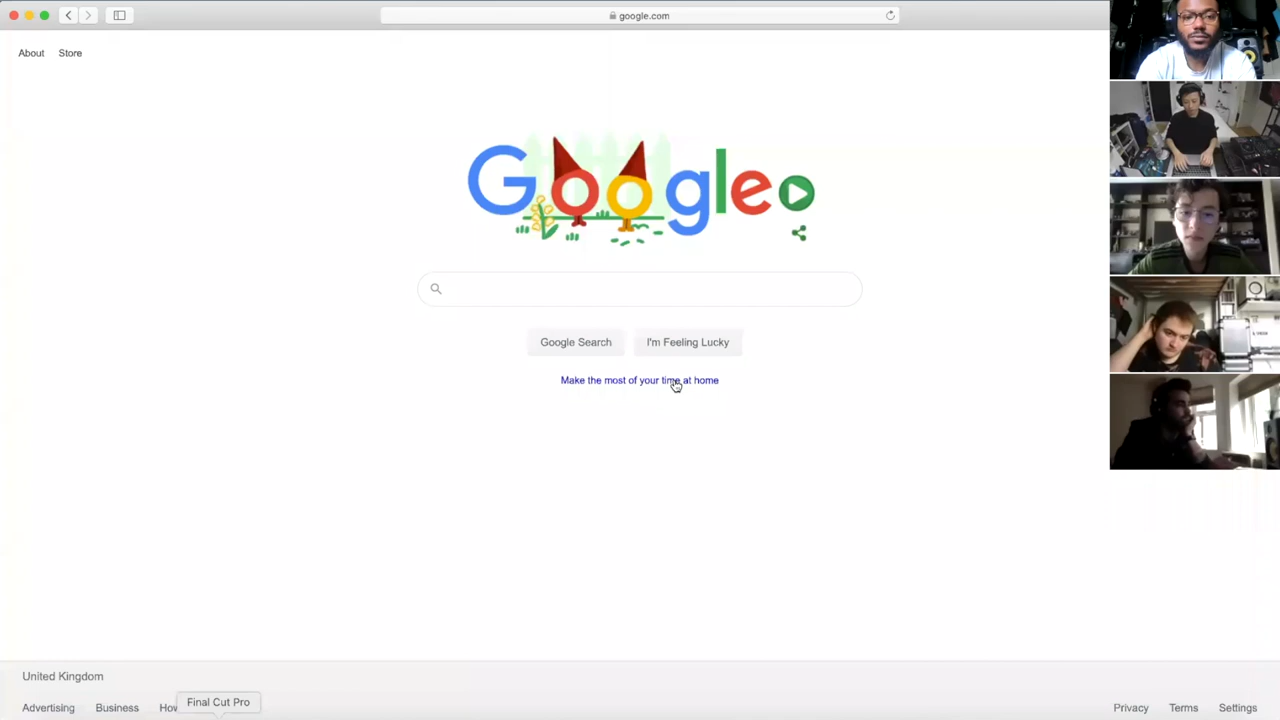 google.com
About Store
Google
Google Search I'm Feeling Lucky
Make the most of your time at home
United Kingdom
Final Cut Pro
Advertising Business How
Privacy Terms Settings